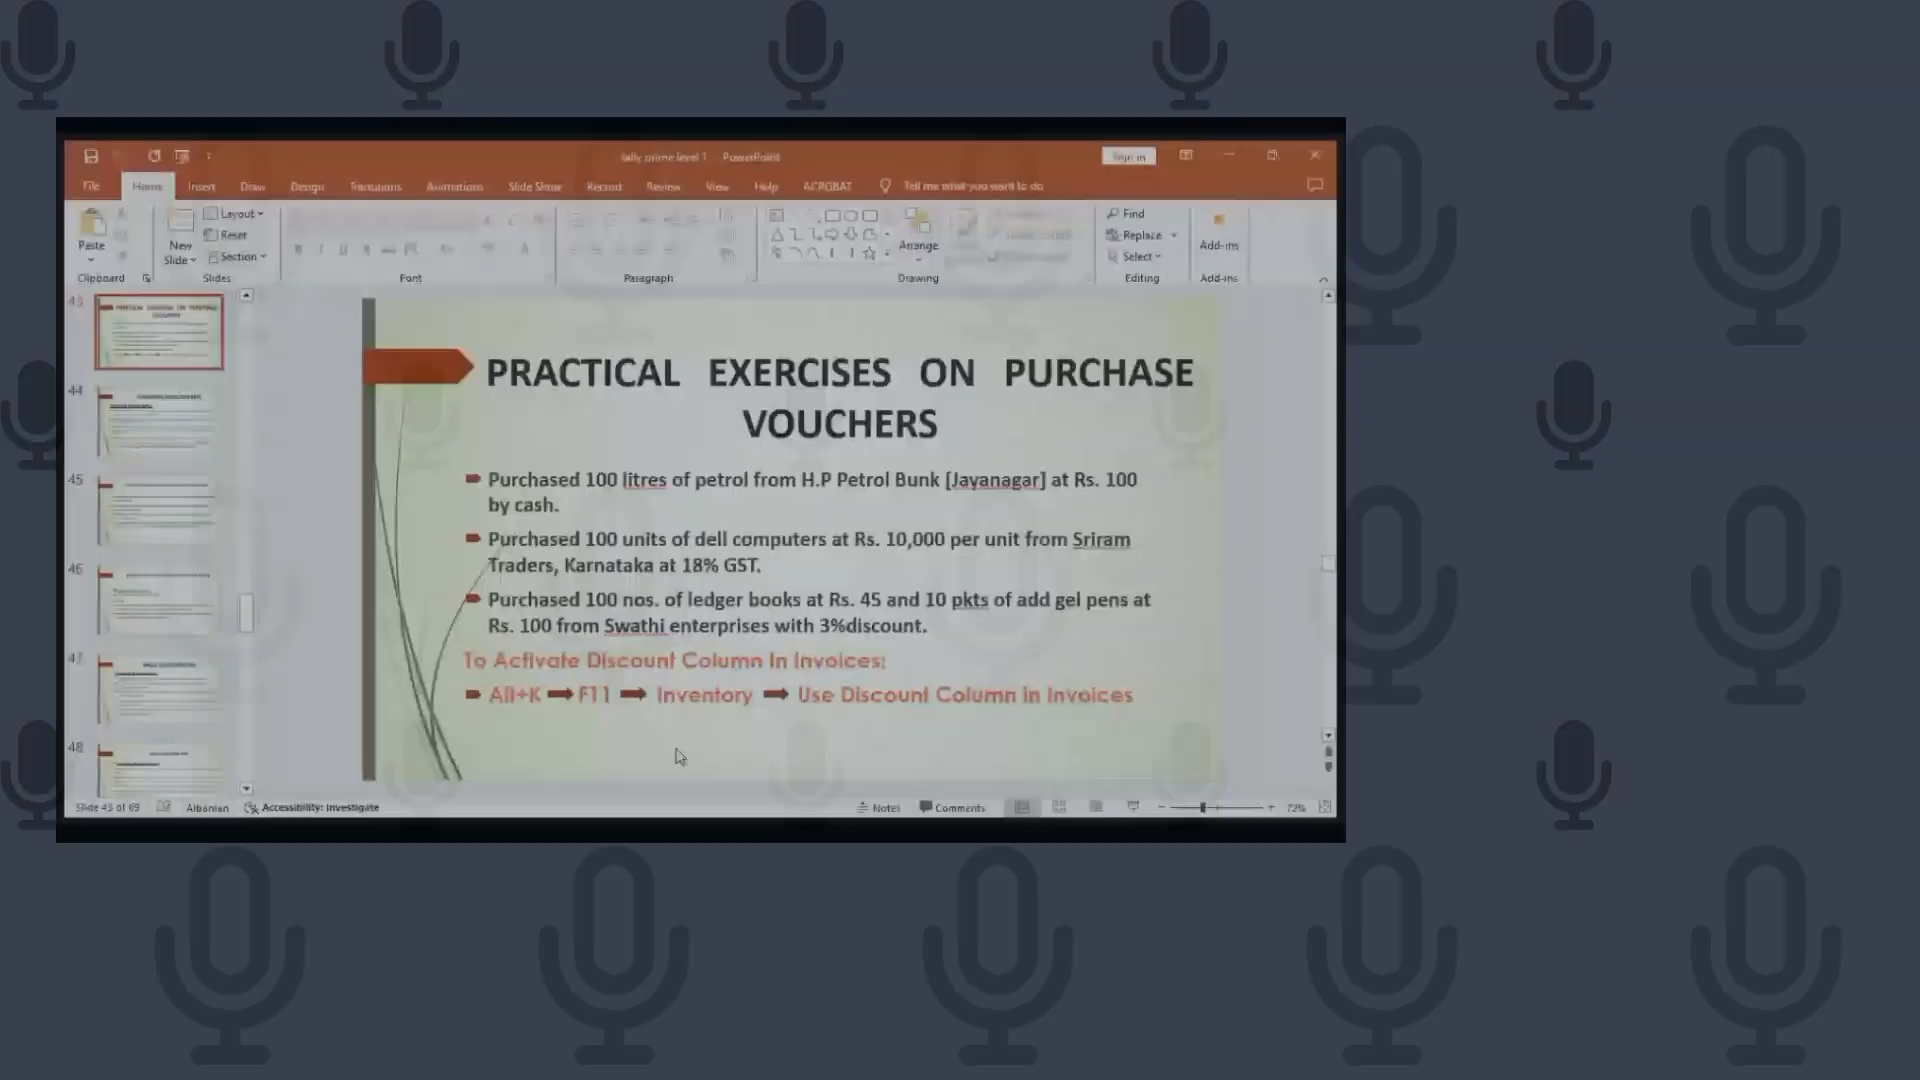 tally prime level 1 - PowerPoint
Sign in
File Home Insert Draw Design Transitions Animations Slide Show Record Review View Help ACROBAT Tell me what you want to do
Paste
New Slide
Layout
Reset
Section
Arrange
Find
Replace
Select
Add-ins
Clipboard Slides Font Paragraph Drawing Editing Add-ins
43
44
45
46
47
48
PRACTICAL EXERCISES ON PURCHASE
VOUCHERS
Purchased 100 litres of petrol from H.P Petrol Bunk [Jayanagar] at Rs. 100
by cash.
Purchased 100 units of dell computers at Rs. 10,000 per unit from Sriram
Traders, Karnataka at 18% GST.
Purchased 100 nos. of ledger books at Rs. 45 and 10 pkts of add gel pens at
Rs. 100 from Swathi enterprises with 3%discount.
To Activate Discount Column In Invoices:
Alt+K F11 Inventory Use Discount Column in Invoices
Slide 43 of 69 Albanian Accessibility: Investigate Notes Comments 72%